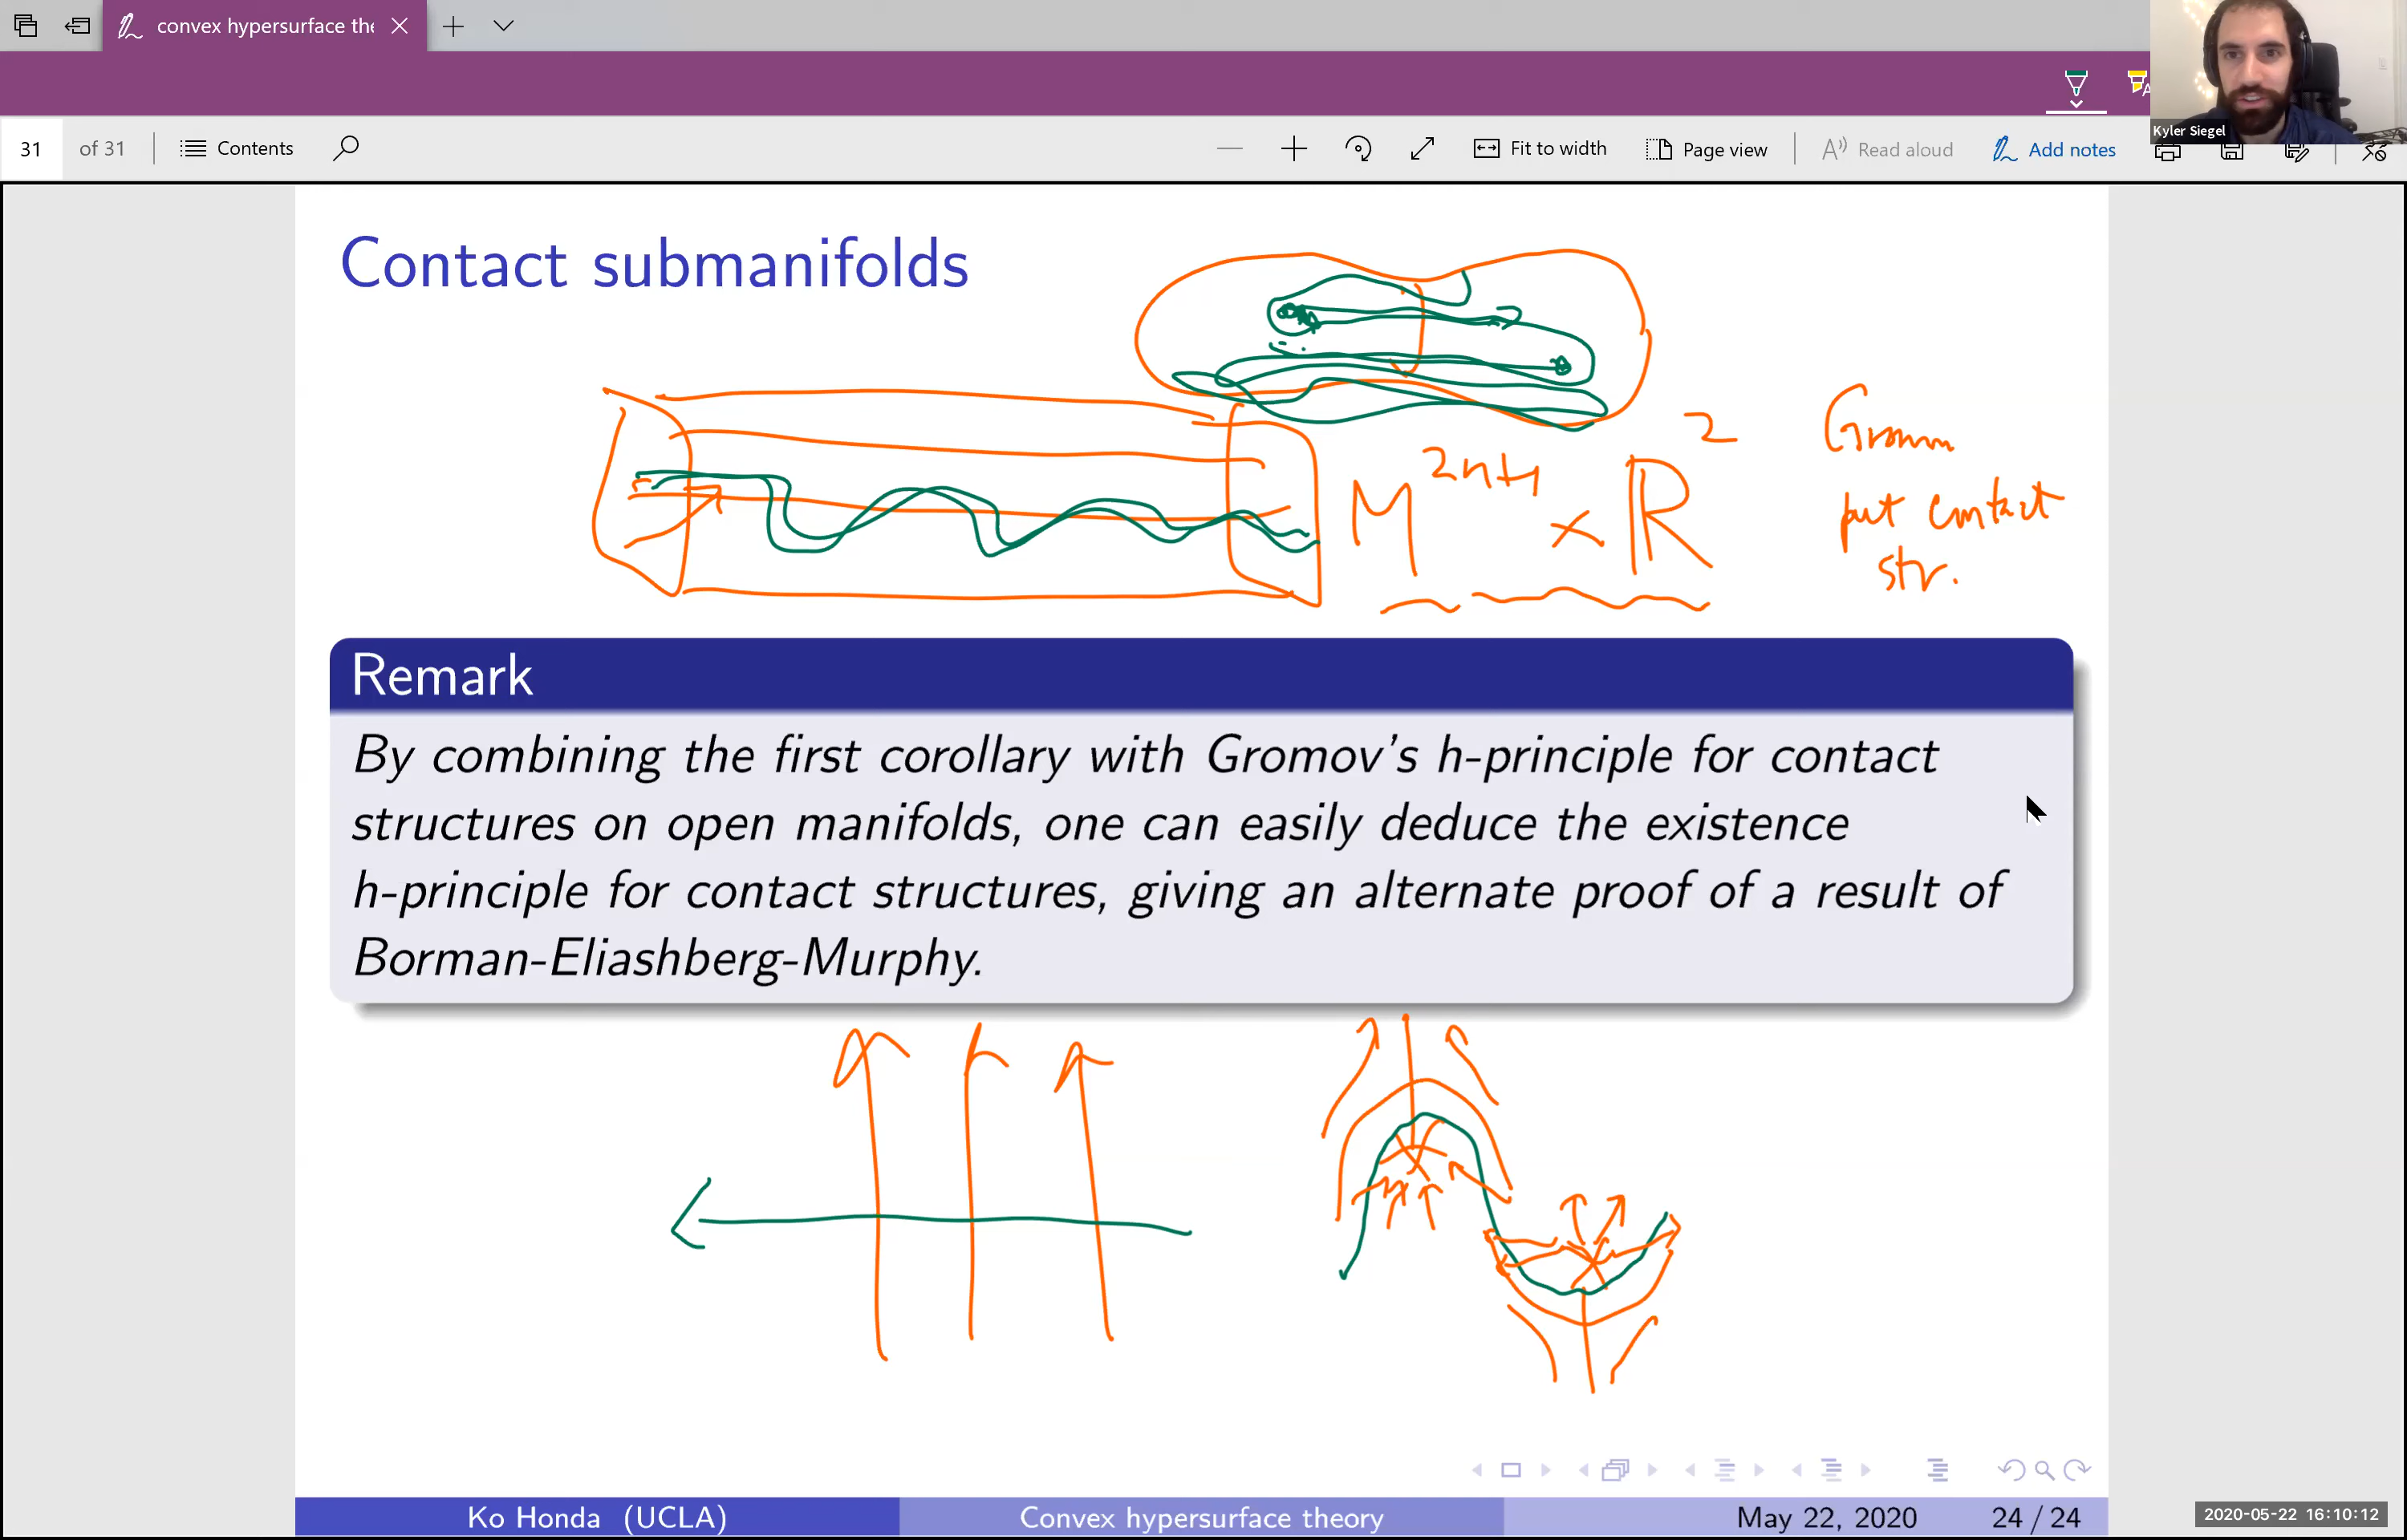 convex hypersurface the
Kyler Siegel
31 of 31 Contents Fit to width Page view Read aloud Add notes
Contact submanifolds
M 2n+1 × R 2
Grom
put contact
str.
Remark
By combining the first corollary with Gromov's h-principle for contact
structures on open manifolds, one can easily deduce the existence
h-principle for contact structures, giving an alternate proof of a result of
Borman-Eliashberg-Murphy.
Ko Honda (UCLA) Convex hypersurface theory May 22, 2020 24 / 24
2020-05-22 16:10:12